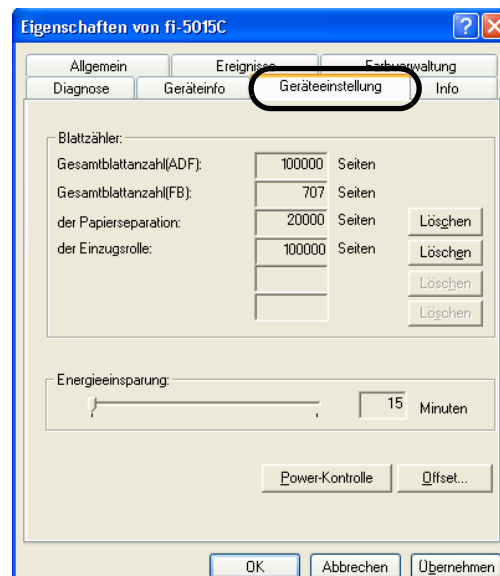 Eigenschaften von fi-5015C
Allgemein Ereignisse Farbverwaltung
Diagnose Geräteinfo Geräteeinstellung Info
Blattzähler:
Gesamtblattanzahl(ADF): 100000 Seiten
Gesamtblattanzahl(FB): 707 Seiten
der Papierseparation: 20000 Seiten Löschen
der Einzugsrolle: 100000 Seiten Löschen
Löschen
Löschen
Energieeinsparung:
15 Minuten
Power-Kontrolle Offset...
OK Abbrechen Übernehmen